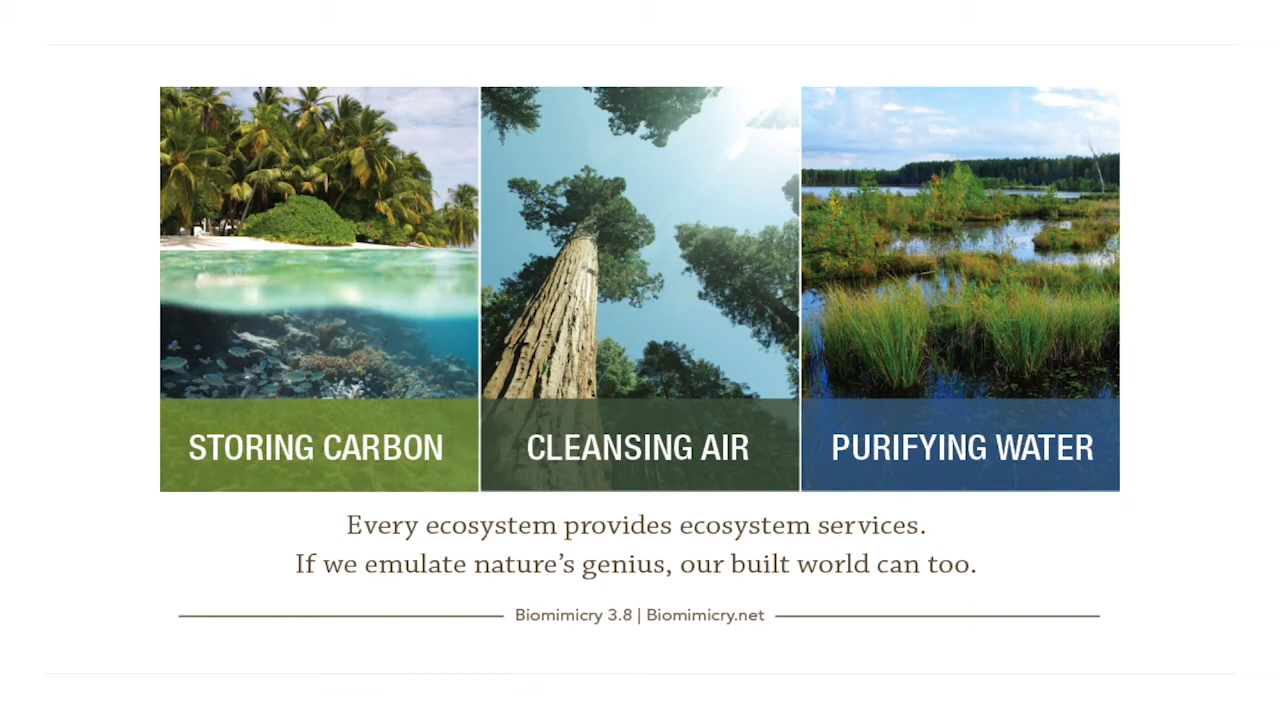 STORING CARBON
CLEANSING AIR
PURIFYING WATER
Every ecosystem provides ecosystem services.
If we emulate nature’s genius, our built world can too.
Biomimicry 3.8 | Biomimicry.net